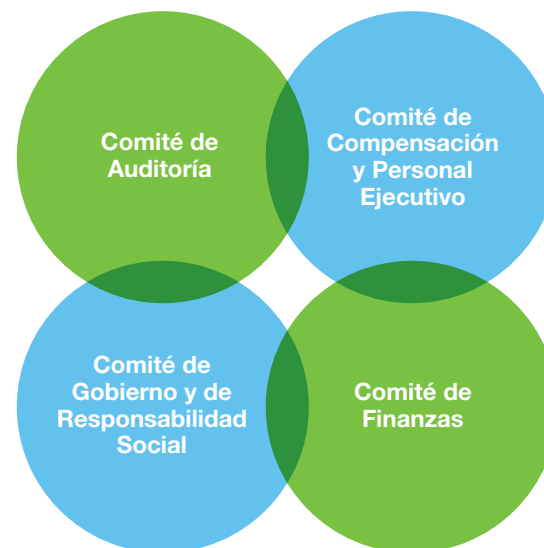 Comité de
Auditoría
Comité de
Compensación
y Personal
Ejecutivo
Comité de
Gobierno y de
Responsabilidad
Social
Comité de
Finanzas